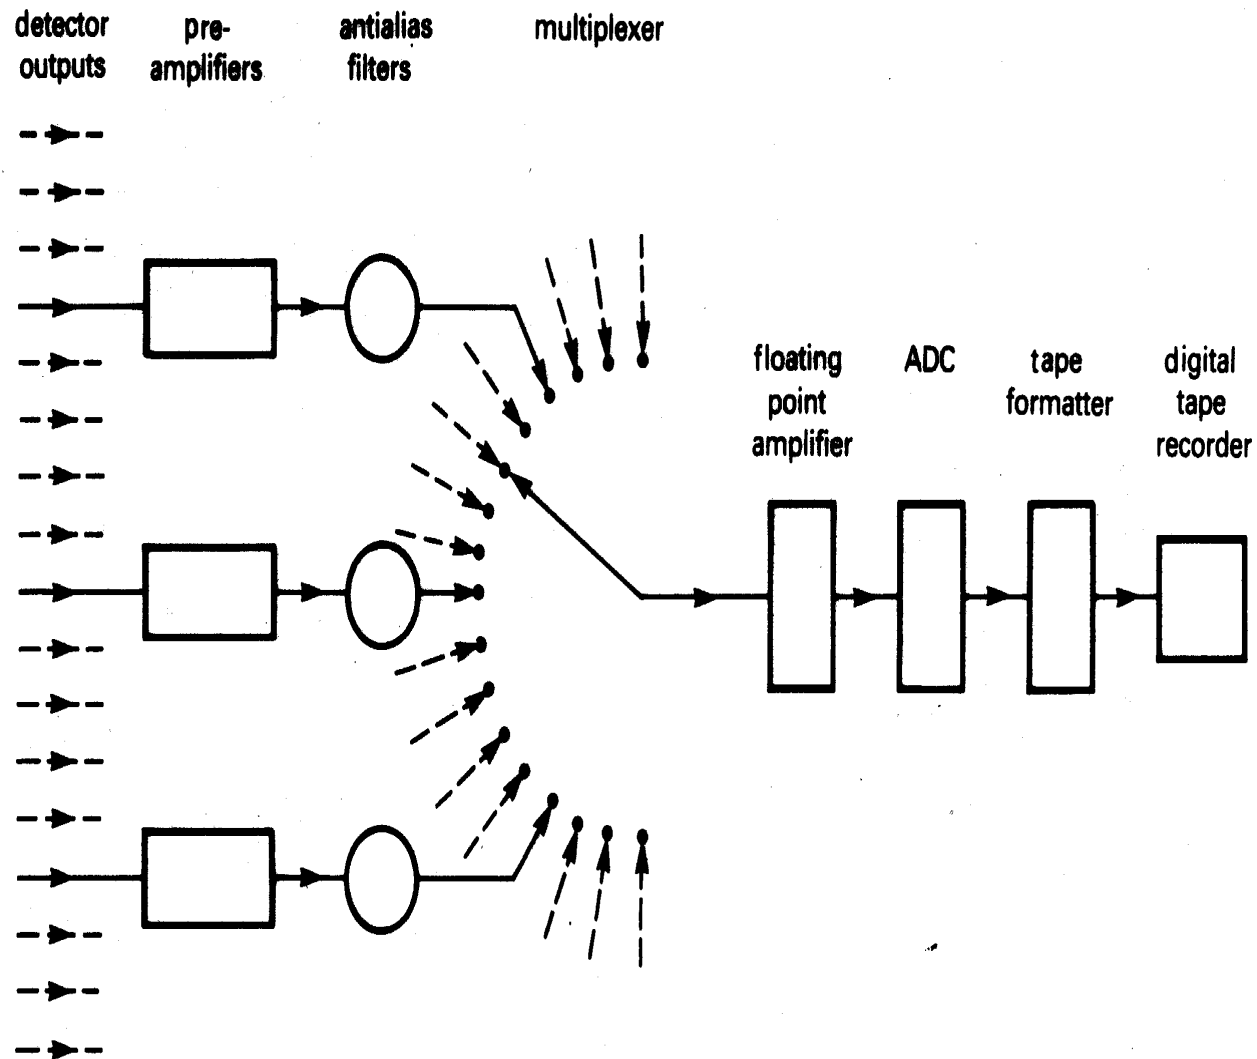 detector
outputs
pre-
amplifiers
antialias
filters
multiplexer
floating
point
amplifier
ADC
tape
formatter
digital
tape
recorder